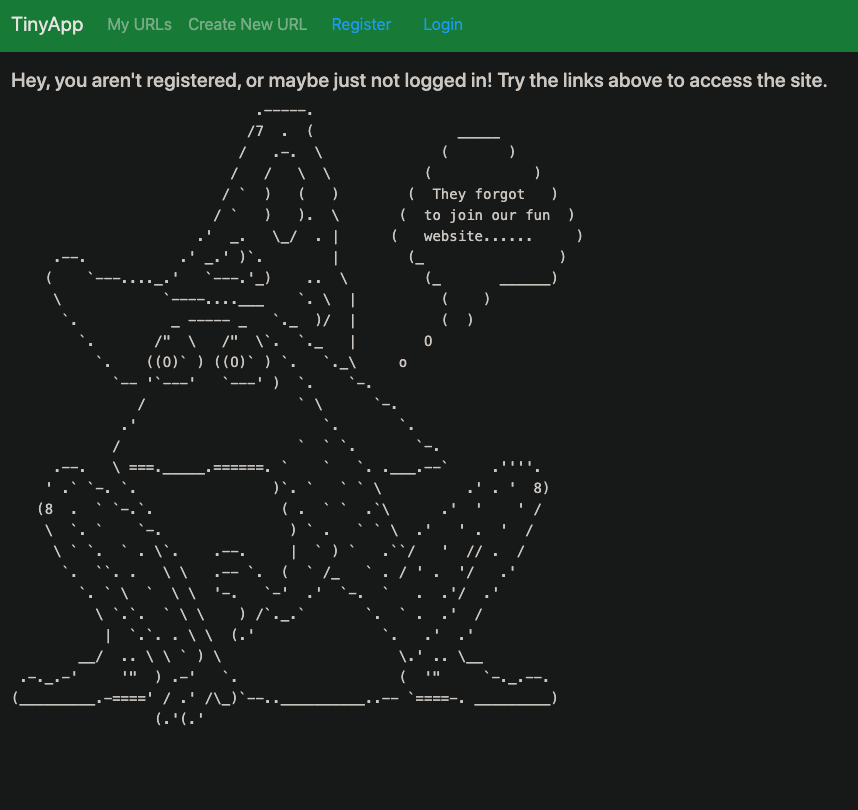 TinyApp My URLs Create New URL Register Login
Hey, you aren't registered, or maybe just not logged in! Try the links above to access the site.
They forgot
to join our fun
website......